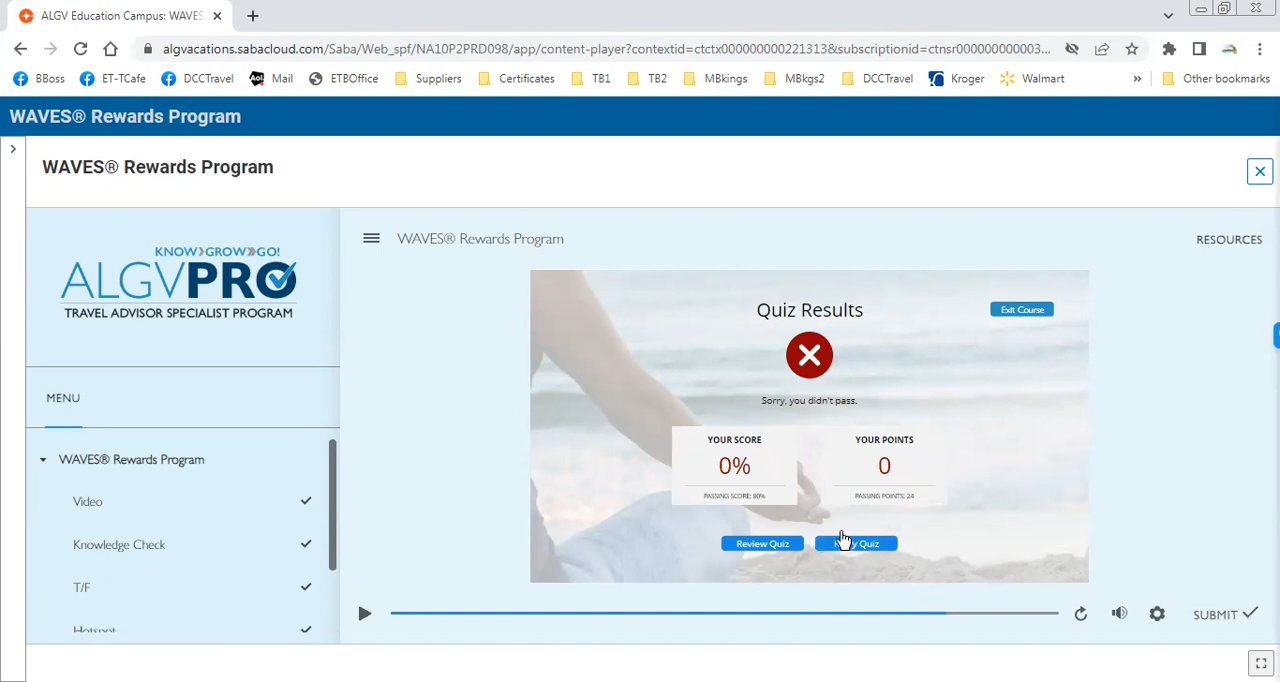 ALGV Education Campus: WAVES
algvacations.sabacloud.com/Saba/Web_spf/NA10P2PRD098/app/content-player?contextid=ctctx000000000221313&subscriptionid=ctnsr000000000003...
BBoss ET-TCafe DCCTravel Aol. Mail ETBOffice Suppliers Certificates TB1 TB2 MBkings MBkgs2 DCCTravel Kroger Walmart » Other bookmarks
WAVES® Rewards Program
WAVES® Rewards Program
KNOW GROW GO!
ALGVPRO
TRAVEL ADVISOR SPECIALIST PROGRAM
MENU
WAVES® Rewards Program
Video
Knowledge Check
T/F
Hotspot
WAVES® Rewards Program
RESOURCES
Quiz Results
Exit Course
Sorry, you didn't pass.
YOUR SCORE
0%
PASSING SCORE: 80%
YOUR POINTS
0
PASSING POINTS: 24
Review Quiz
Quiz
SUBMIT